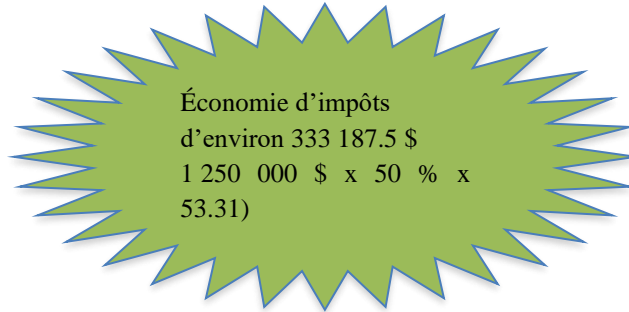 Économie d’impôts
d’environ 333 187.5 $
1 250 000 $ x 50 % x
53.31)